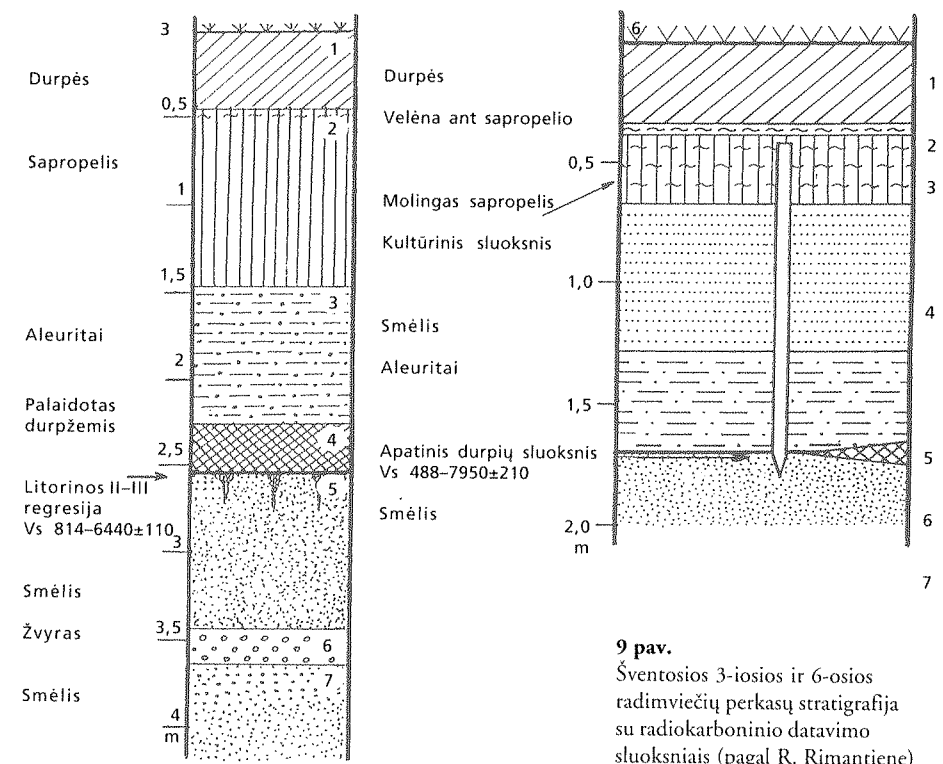 3
1
Durpės
0,5
2
Sapropelis
1
1,5
3
Aleuritai
2
Palaidotas
durpžemis
4
2,5
Litorinos II–III
regresija
Vs 814–6440±110
5
3
Smėlis
Žvyras
3,5
6
7
Smėlis
4
m
6
Durpės
1
Velėna ant sapropelio
2
0,5
3
Molingas sapropelis
Kultūrinis sluoksnis
1,0
Smėlis
4
Aleuritai
1,5
Apatinis durpių sluoksnis
Vs 488–7950±210
5
Smėlis
6
2,0
m
7
9 pav.
Šventosios 3-iosios ir 6-osios
radimviečių perkasų stratigrafija
su radiokarboninio datavimo
sluoksniais (pagal R. Rimantienę)